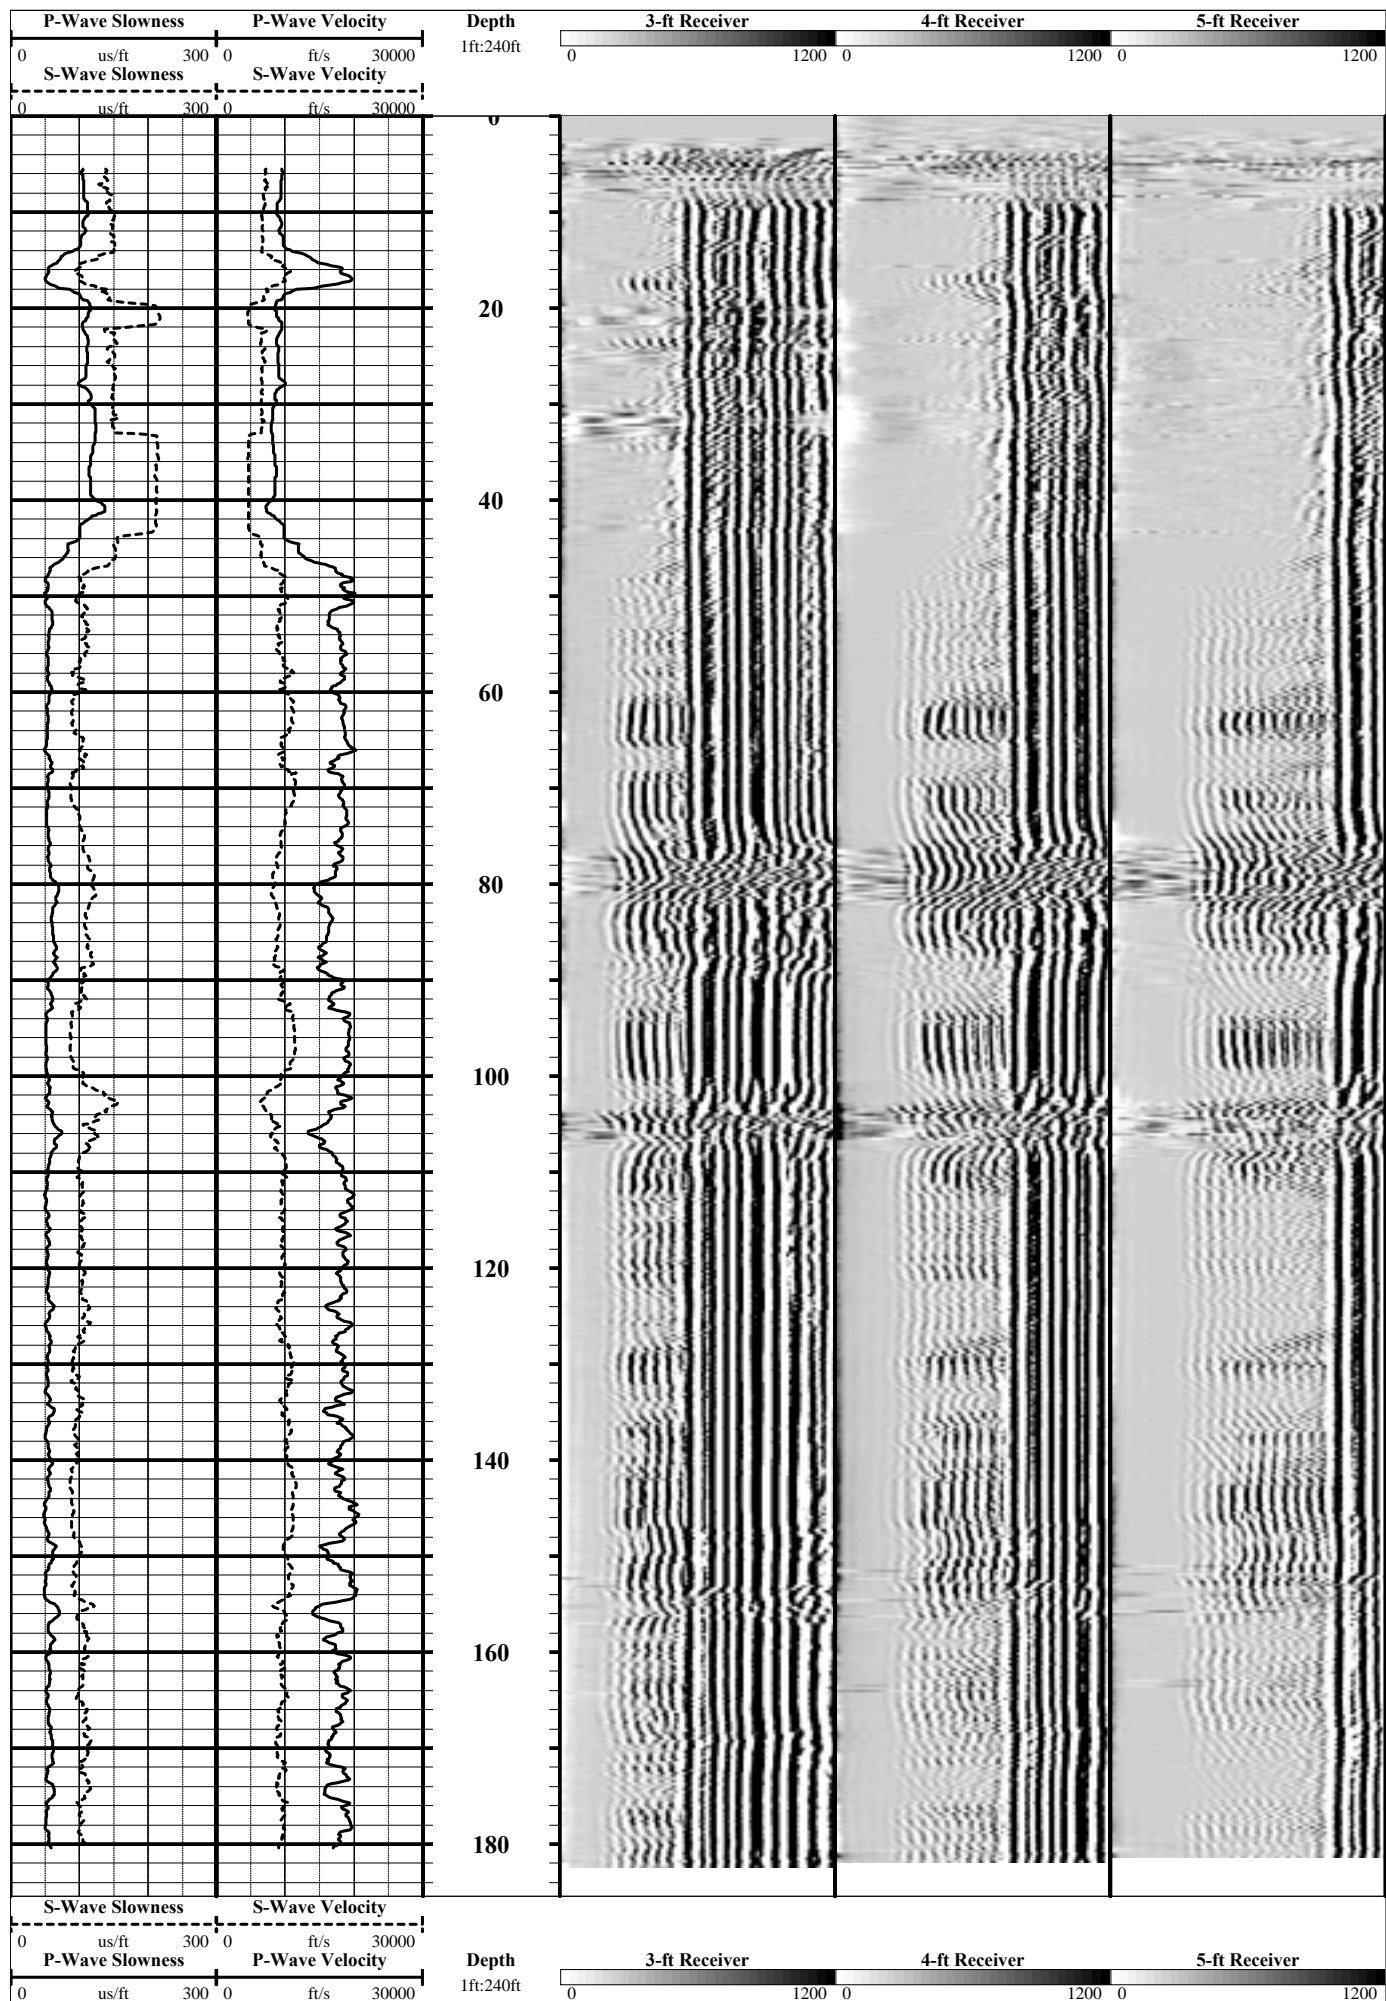 P-Wave Slowness P-Wave Velocity Depth 3-ft Receiver 4-ft Receiver 5-ft Receiver
0 us/ft 300 0 ft/s 30000 1ft:240ft 0 1200 0 1200 0 1200
S-Wave Slowness S-Wave Velocity
0 us/ft 300 0 ft/s 30000
0
20
40
60
80
100
120
140
160
180
S-Wave Slowness S-Wave Velocity
0 us/ft 300 0 ft/s 30000
P-Wave Slowness P-Wave Velocity Depth 3-ft Receiver 4-ft Receiver 5-ft Receiver
0 us/ft 300 0 ft/s 30000 1ft:240ft 0 1200 0 1200 0 1200